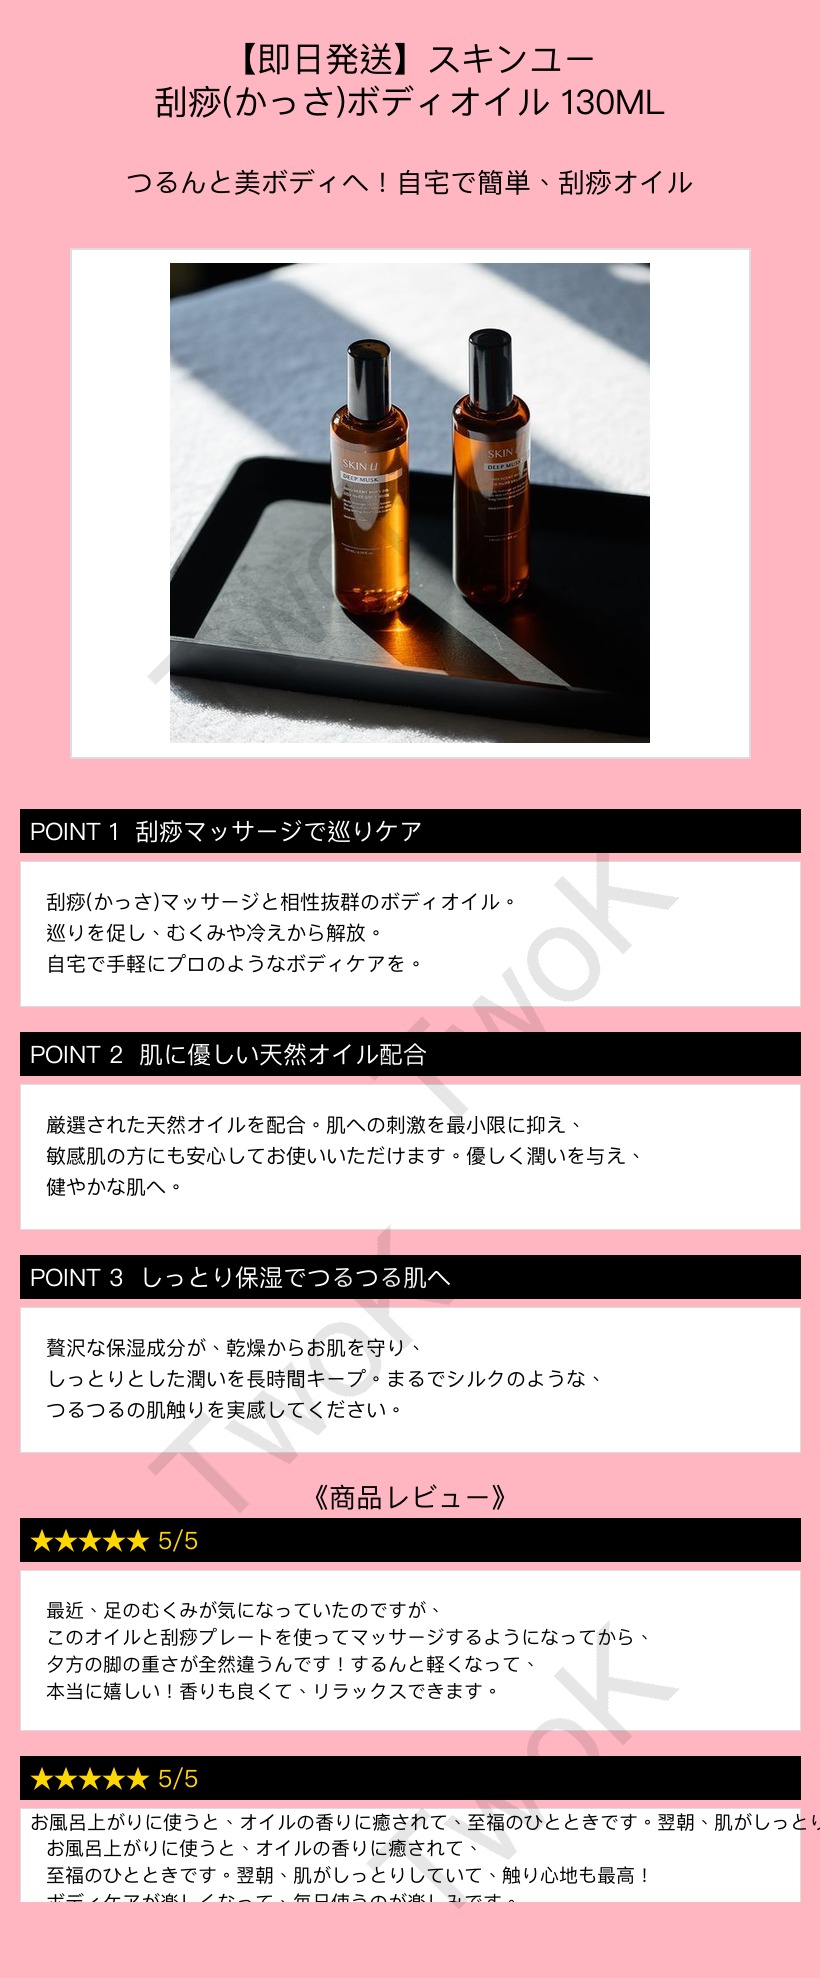 【即日発送】スキンユー
刮痧(かっさ)ボディオイル 130ML
つるんと美ボディへ！自宅で簡単、刮痧オイル
SKIN U
DEEP MUSK
SKIN
DEEP MUSK
POINT 1 刮痧マッサージで巡りケア
刮痧(かっさ)マッサージと相性抜群のボディオイル。
巡りを促し、むくみや冷えから解放。
自宅で手軽にプロのようなボディケアを。
POINT 2 肌に優しい天然オイル配合
厳選された天然オイルを配合。肌への刺激を最小限に抑え、
敏感肌の方にも安心してお使いいただけます。優しく潤いを与え、
健やかな肌へ。
POINT 3 しっとり保湿でつるつる肌へ
贅沢な保湿成分が、乾燥からお肌を守り、
しっとりとした潤いを長時間キープ。まるでシルクのような、
つるつるの肌触りを実感してください。
《商品レビュー》
★★★★★ 5/5
最近、足のむくみが気になっていたのですが、
このオイルと刮痧プレートを使ってマッサージするようになってから、
夕方の脚の重さが全然違うんです！するんと軽くなって、
本当に嬉しい！香りも良くて、リラックスできます。
★★★★★ 5/5
お風呂上がりに使うと、オイルの香りに癒されて、至福のひとときです。翌朝、肌がしっとり
お風呂上がりに使うと、オイルの香りに癒されて、
至福のひとときです。翌朝、肌がしっとりしていて、触り心地も最高！
ボディケアが楽しくなって、毎日使うのが楽しみです。
TwoK
TwoK
TwoK
TwoK